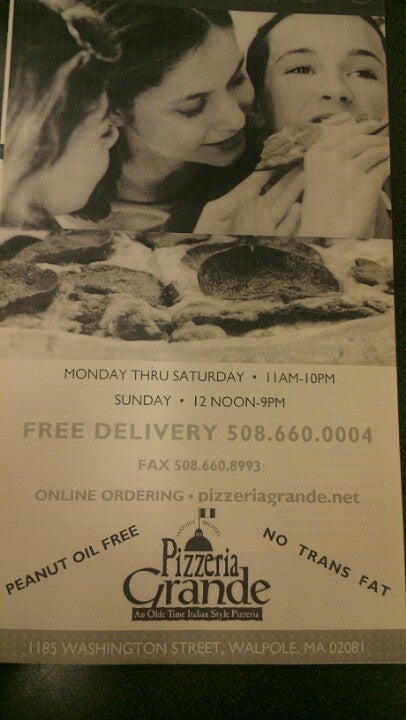 MONDAY THRU SATURDAY • 11AM-10PM
SUNDAY • 12 NOON-9PM
FREE DELIVERY 508.660.0004
FAX 508.660.8993
ONLINE ORDERING • pizzeriagrande.net
PEANUT OIL FREE
NO TRANS FAT
Pizzeria
Grande
An Olde Time Italian Style Pizzeria
1185 WASHINGTON STREET, WALPOLE, MA 02081